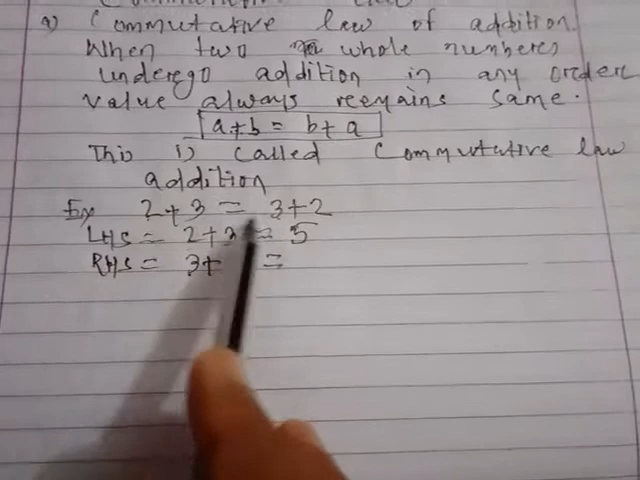 a) Commutative law of addition.
When two whole numbers
undergo addition in any order
value always remains same.
a+b = b+a
This is called Commutative law
addition
Ex 2+3 = 3+2
LHS = 2+3 = 5
RHS = 3+ =